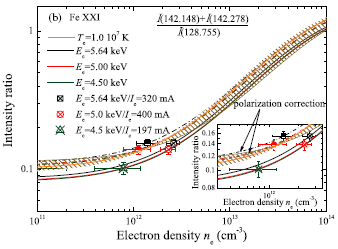 (b) Fe XXI
I(142.148)+I(142.278)
I(128.755)
T=1.0 10⁷ K
Eₑ=5.64 keV
Eₑ=5.00 keV
Eₑ=4.50 keV
Eₑ=5.64 keV/Iₑ=320 mA
Eₑ=5.0 keV/Iₑ=400 mA
Eₑ=4.5 keV/Iₑ=197 mA
Intensity ratio
1
0.1
10¹¹ 10¹² 10¹³ 10¹⁴
Electron density nₑ (cm⁻³)
polarization correction
Intensity ratio
0.16
0.14
0.12
0.1
0.08
10¹²
Electron density nₑ (cm⁻³)